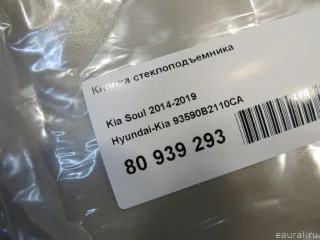 Кнопка стеклоподъемника
Kia Soul 2014-2019
Hyundai-Kia 93590B2110CA
80 939 293
eaural.ru